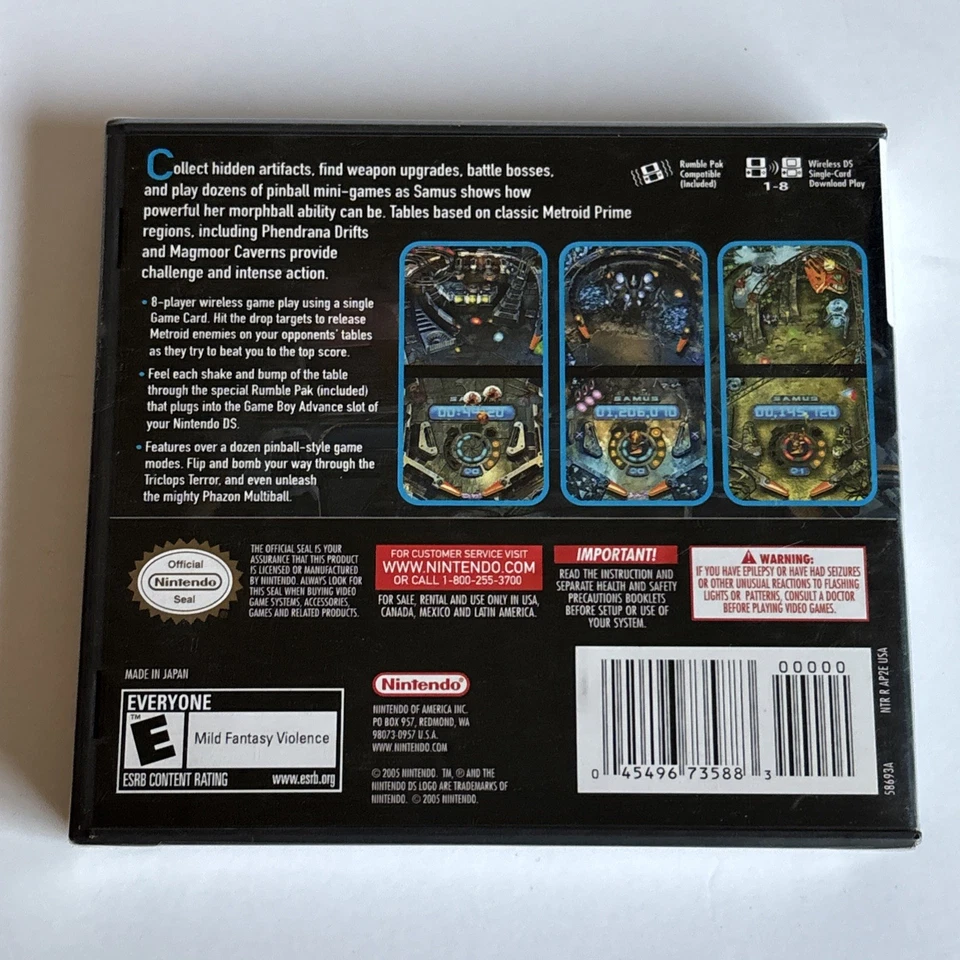 Collect hidden artifacts, find weapon upgrades, battle bosses,
and play dozens of pinball mini-games as Samus shows how
powerful her morphball ability can be. Tables based on classic Metroid Prime
regions, including Phendrana Drifts
and Magmoor Caverns provide
challenge and intense action.
• 8-player wireless game play using a single
Game Card. Hit the drop targets to release
Metroid enemies on your opponents' tables
as they try to beat you to the top score.
• Feel each shake and bump of the table
through the special Rumble Pak (included)
that plugs into the Game Boy Advance slot of
your Nintendo DS.
• Features over a dozen pinball-style game
modes. Flip and bomb your way through the
Triclops Terror, and even unleash
the mighty Phazon Multiball.
Rumble Pak
Compatible
(Included)
1-8
Wireless DS
Single-Card
Download Play
SAMUS
SAMUS
01,206,070
20
SAMUS
00,145,720
21
Official
Nintendo
Seal
THE OFFICIAL SEAL IS YOUR
ASSURANCE THAT THIS PRODUCT
IS LICENSED OR MANUFACTURED
BY NINTENDO. ALWAYS LOOK FOR
THIS SEAL WHEN BUYING VIDEO
GAME SYSTEMS, ACCESSORIES,
GAMES AND RELATED PRODUCTS.
FOR CUSTOMER SERVICE VISIT
WWW.NINTENDO.COM
OR CALL 1-800-255-3700
FOR SALE, RENTAL AND USE ONLY IN USA,
CANADA, MEXICO AND LATIN AMERICA.
IMPORTANT!
READ THE INSTRUCTION AND
SEPARATE HEALTH AND SAFETY
PRECAUTIONS BOOKLETS
BEFORE SETUP OR USE OF
YOUR SYSTEM.
WARNING:
IF YOU HAVE EPILEPSY OR HAVE HAD SEIZURES
OR OTHER UNUSUAL REACTIONS TO FLASHING
LIGHTS OR PATTERNS, CONSULT A DOCTOR
BEFORE PLAYING VIDEO GAMES.
MADE IN JAPAN
EVERYONE
TM
E
Mild Fantasy Violence
ESRB CONTENT RATING www.esrb.org
Nintendo®
NINTENDO OF AMERICA INC.
PO BOX 957, REDMOND, WA
98073-0957 U.S.A.
WWW.NINTENDO.COM
© 2005 NINTENDO. TM, ® AND THE
NINTENDO DS LOGO ARE TRADEMARKS OF
NINTENDO. © 2005 NINTENDO.
00000
0 45496 73588 3
NTR R AP2E USA
58693A